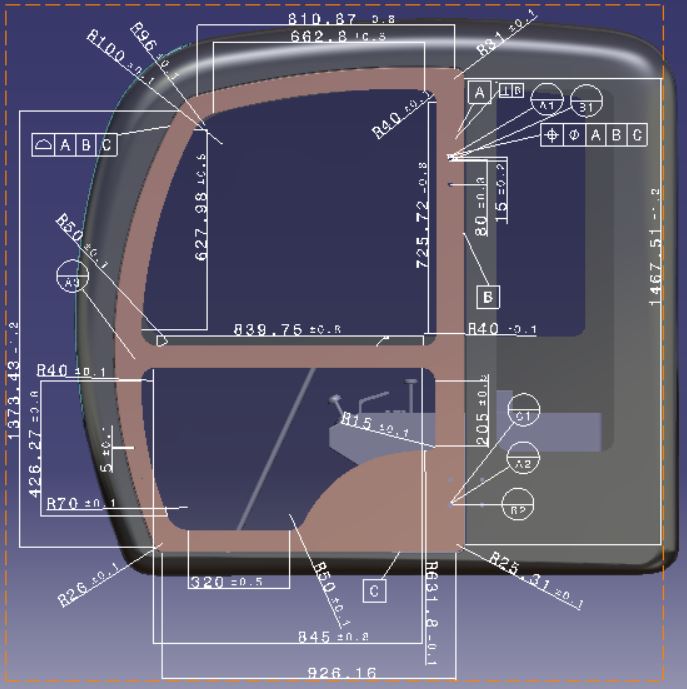 810.87 0.8
662.8 ±0.8
R96 ±0.1
R100 ±0.1
R31 ±0.1
A
⊥ B
A1
B1
R40 ±0.1
⌖ Φ A B C
⌓ A B C
627.98 ±0.8
725.72 -0.8
80 ±0.3
15 ±0.2
1467.51 -1.2
R50 ±0.1
A3
B
839.75 ±0.8
R40 -0.1
1373.43 -1.2
R40 ±0.1
426.27 ±0.8
5 ±0.1
R15 ±0.1
205 ±0.5
C1
A2
B2
R70 ±0.1
R26 ±0.1
320 ±0.5
R50 ±0.1
C
R631.8 -0.1
R25.31 ±0.1
845 ±0.8
926.16